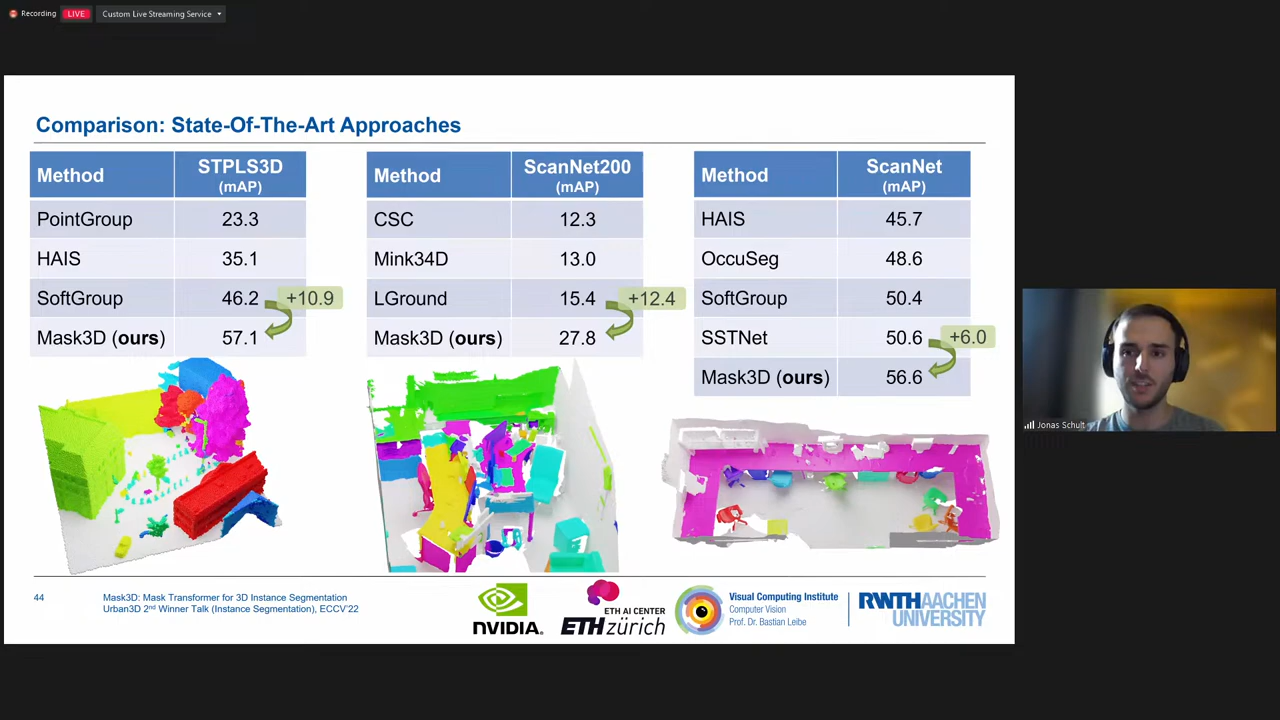 Recording
LIVE
Custom Live Streaming Service
Comparison: State-Of-The-Art Approaches
Method STPLS3D (mAP)
PointGroup 23.3
HAIS 35.1
SoftGroup 46.2 +10.9
Mask3D (ours) 57.1
Method ScanNet200 (mAP)
CSC 12.3
Mink34D 13.0
LGround 15.4 +12.4
Mask3D (ours) 27.8
Method ScanNet (mAP)
HAIS 45.7
OccuSeg 48.6
SoftGroup 50.4
SSTNet 50.6 +6.0
Mask3D (ours) 56.6
Jonas Schult
44
Mask3D: Mask Transformer for 3D Instance Segmentation
Urban3D 2nd Winner Talk (Instance Segmentation), ECCV'22
NVIDIA.
ETH AI CENTER
ETH zürich
Visual Computing Institute
Computer Vision
Prof. Dr. Bastian Leibe
RWTHAACHEN
UNIVERSITY